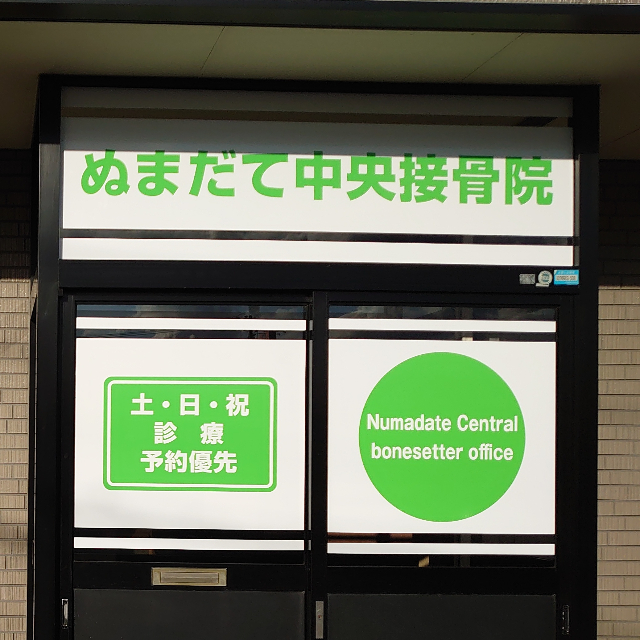 ぬまだて中央接骨院
土・日・祝
診 療
予約優先
Numadate Central
bonesetter office